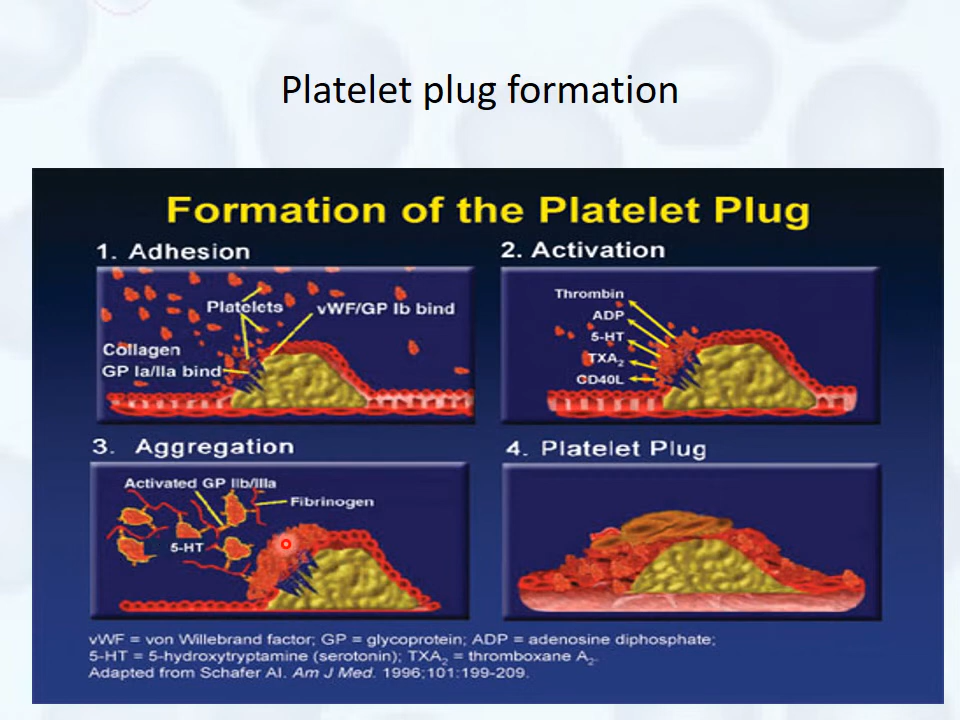 Platelet plug formation
Formation of the Platelet Plug
1. Adhesion
Platelets
vWF/GP Ib bind
Collagen
GP Ia/IIa bind
2. Activation
Thrombin
ADP
5-HT
TXA2
CD40L
3. Aggregation
Activated GP IIb/IIIa
Fibrinogen
5-HT
4. Platelet Plug
vWF = von Willebrand factor; GP = glycoprotein; ADP = adenosine diphosphate;
5-HT = 5-hydroxytryptamine (serotonin); TXA2 = thromboxane A2.
Adapted from Schafer AI. Am J Med. 1996;101:199-209.